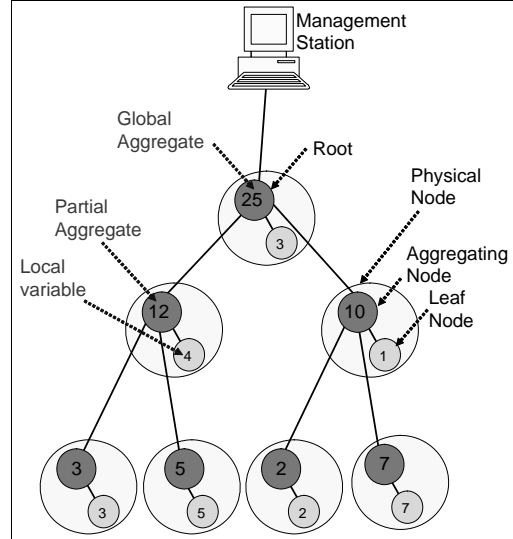 Management
Station
Global
Aggregate
Root
Physical
Node
25
3
Partial
Aggregate
Aggregating
Node
Local
variable
Leaf
Node
12
10
4
1
3
5
2
7
3
5
2
7